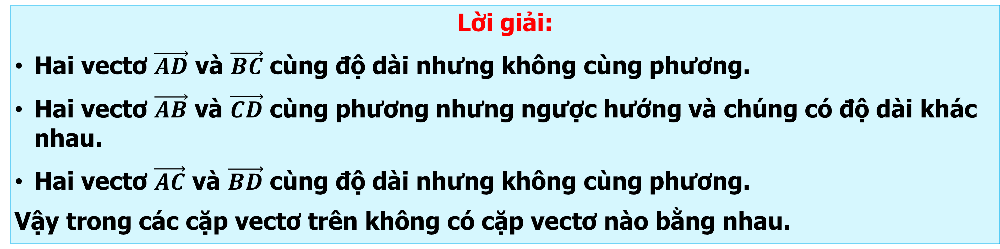 Lời giải:
• Hai vectơ $\overrightarrow{AD}$ và $\overrightarrow{BC}$ cùng độ dài nhưng không cùng phương.
• Hai vectơ $\overrightarrow{AB}$ và $\overrightarrow{CD}$ cùng phương nhưng ngược hướng và chúng có độ dài khác
nhau.
• Hai vectơ $\overrightarrow{AC}$ và $\overrightarrow{BD}$ cùng độ dài nhưng không cùng phương.
Vậy trong các cặp vectơ trên không có cặp vectơ nào bằng nhau.